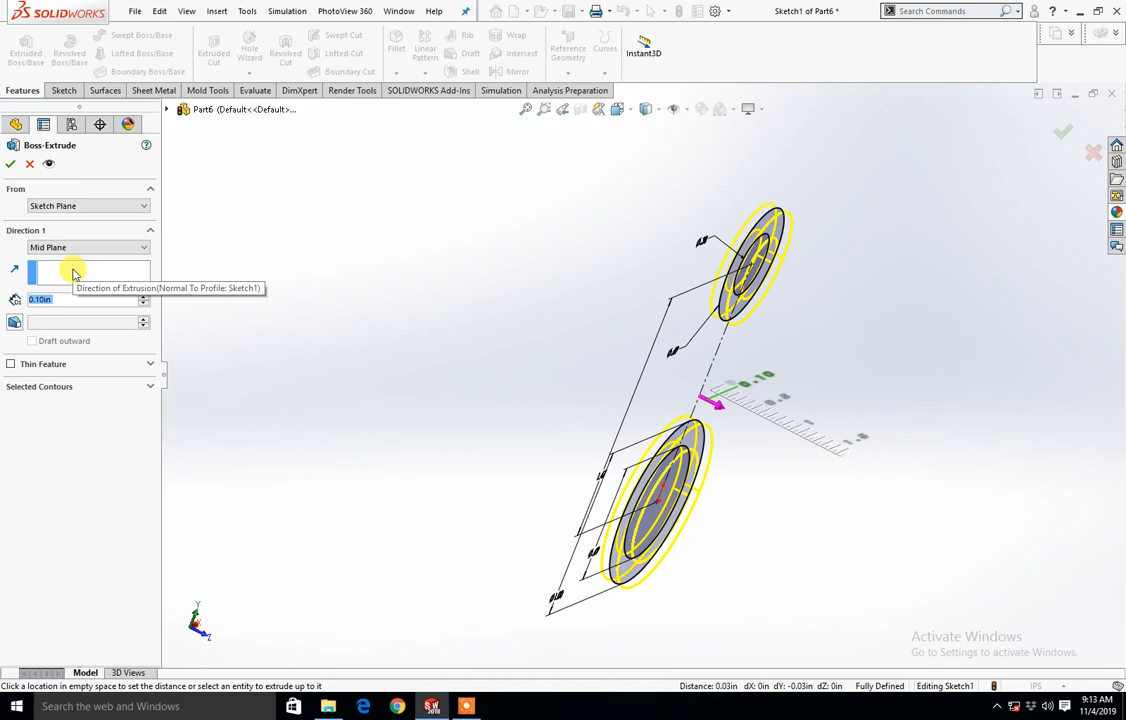 SOLIDWORKS File Edit View Insert Tools Simulation PhotoView 360 Window Help Sketch1 of Part6 * Search Commands
Extruded Boss/Base Revolved Boss/Base Swept Boss/Base Lofted Boss/Base Boundary Boss/Base Extruded Cut Hole Wizard Revolved Cut Swept Cut Lofted Cut Boundary Cut Fillet Linear Pattern Rib Draft Shell Wrap Intersect Mirror Reference Geometry Curves Instant3D
Features Sketch Surfaces Sheet Metal Mold Tools Evaluate DimXpert Render Tools SOLIDWORKS Add-Ins Simulation Analysis Preparation
Part6 (Default<<Default>...
Boss-Extrude
From
Sketch Plane
Direction 1
Mid Plane
Direction of Extrusion(Normal To Profile: Sketch1)
0.10in
Draft outward
Thin Feature
Selected Contours
0.10
Y
X
Z
Activate Windows
Go to Settings to activate Windows.
Model 3D Views
Click a location in empty space to set the distance or select an entity to extrude up to it Distance: 0.03in dX: 0in dY: -0.03in dZ: 0in Fully Defined Editing Sketch1 IPS
Search the web and Windows
9:13 AM
11/4/2019